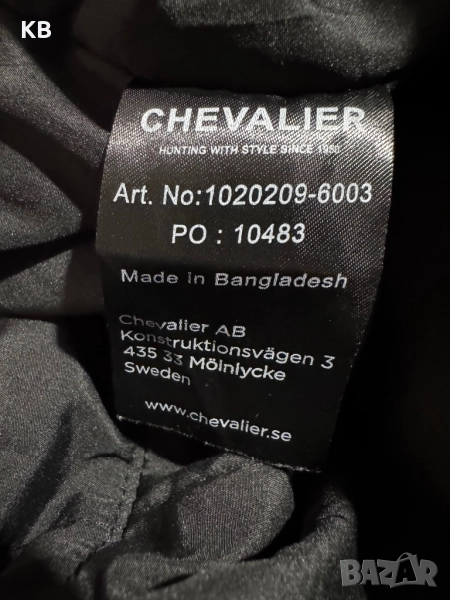 KB
CHEVALIER
HUNTING WITH STYLE SINCE 1950
Art. No:1020209-6003
PO : 10483
Made in Bangladesh
Chevalier AB
Konstruktionsvägen 3
435 33 Mölnlycke
Sweden
www.chevalier.se
BAZAR